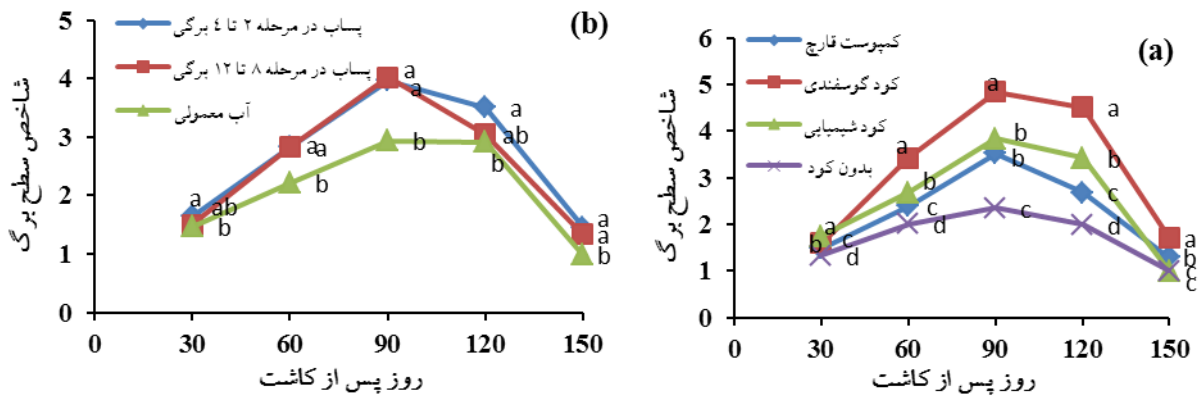 (b)
شاخص سطح برگ
5
4
3
2
1
0
پساب در مرحله ۲ تا ٤ برگی
پساب در مرحله ۸ تا ۱۲ برگی
آب معمولی
a
ab
b
a
a
b
a
a
b
a
ab
b
a
a
b
0 30 60 90 120 150
روز پس از کاشت
(a)
شاخص سطح برگ
6
5
4
3
2
1
0
کمپوست قارچ
کود گوسفندی
کود شیمیایی
بدون کود
a
b
c
d
a
b
c
d
a
b
b
c
a
b
c
d
a
b
c
c
0 30 60 90 120 150
روز پس از کاشت